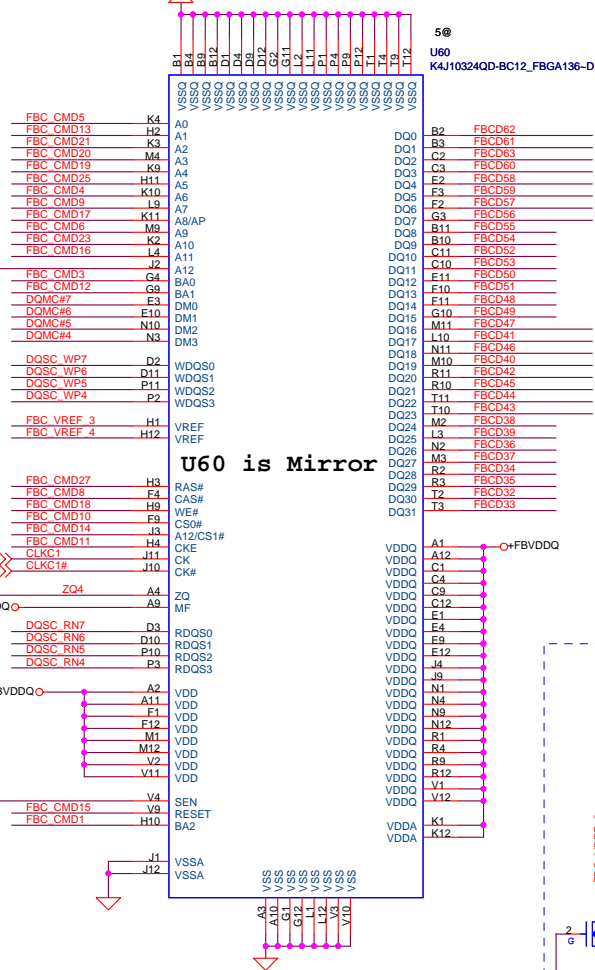 5@
U60
K4J10324QD-BC12_FBGA136~D
B1 B4 B9 B12 D1 D4 D9 D12 G2 G11 L2 L11 P1 P4 P9 P12 T1 T4 T9 T12
VSSQ VSSQ VSSQ VSSQ VSSQ VSSQ VSSQ VSSQ VSSQ VSSQ VSSQ VSSQ VSSQ VSSQ VSSQ VSSQ VSSQ VSSQ VSSQ VSSQ
FBC_CMD5 K4 A0
FBC_CMD13 H2 A1
FBC_CMD21 K3 A2
FBC_CMD20 M4 A3
FBC_CMD19 K9 A4
FBC_CMD25 H11 A5
FBC_CMD4 K10 A6
FBC_CMD9 L9 A7
FBC_CMD17 K11 A8/AP
FBC_CMD6 M9 A9
FBC_CMD23 K2 A10
FBC_CMD16 L4 A11
J2 A12
FBC_CMD3 G4 BA0
FBC_CMD12 G9 BA1
DQMC#7 E3 DM0
DQMC#6 E10 DM1
DQMC#5 N10 DM2
DQMC#4 N3 DM3
DQSC_WP7 D2 WDQS0
DQSC_WP6 D11 WDQS1
DQSC_WP5 P11 WDQS2
DQSC_WP4 P2 WDQS3
FBC_VREF_3 H1 VREF
FBC_VREF_4 H12 VREF
U60 is Mirror
FBC_CMD27 H3 RAS#
FBC_CMD8 F4 CAS#
FBC_CMD18 H9 WE#
FBC_CMD10 F9 CS0#
FBC_CMD14 J3 A12/CS1#
FBC_CMD11 H4 CKE
CLKC1 J11 CK
CLKC1# J10 CK#
ZQ4 A4 ZQ
A9 MF
DQSC_RN7 D3 RDQS0
DQSC_RN6 D10 RDQS1
DQSC_RN5 P10 RDQS2
DQSC_RN4 P3 RDQS3
BVDDQ
A2 VDD
A11 VDD
F1 VDD
F12 VDD
M1 VDD
M12 VDD
V2 VDD
V11 VDD
V4 SEN
FBC_CMD15 V9 RESET
FBC_CMD1 H10 BA2
J1 VSSA
J12 VSSA
DQ0 B2 FBCD62
DQ1 B3 FBCD61
DQ2 C2 FBCD63
DQ3 C3 FBCD60
DQ4 E2 FBCD58
DQ5 F3 FBCD59
DQ6 F2 FBCD57
DQ7 G3 FBCD56
DQ8 B11 FBCD55
DQ9 B10 FBCD54
DQ10 C11 FBCD52
DQ11 C10 FBCD53
DQ12 E11 FBCD50
DQ13 F10 FBCD51
DQ14 F11 FBCD48
DQ15 G10 FBCD49
DQ16 M11 FBCD47
DQ17 L10 FBCD41
DQ18 N11 FBCD46
DQ19 M10 FBCD40
DQ20 R11 FBCD42
DQ21 R10 FBCD45
DQ22 T11 FBCD44
DQ23 T10 FBCD43
DQ24 M2 FBCD38
DQ25 L3 FBCD39
DQ26 N2 FBCD36
DQ27 M3 FBCD37
DQ28 R2 FBCD34
DQ29 R3 FBCD35
DQ30 T2 FBCD32
DQ31 T3 FBCD33
VDDQ A1 +FBVDDQ
VDDQ A12
VDDQ C1
VDDQ C4
VDDQ C9
VDDQ C12
VDDQ E1
VDDQ E4
VDDQ E9
VDDQ E12
VDDQ J4
VDDQ J9
VDDQ N1
VDDQ N4
VDDQ N9
VDDQ N12
VDDQ R1
VDDQ R4
VDDQ R9
VDDQ R12
VDDQ V1
VDDQ V12
VDDA K1
VDDA K12
VSS VSS VSS VSS VSS VSS VSS VSS
A3 A10 G1 G12 L1 L12 V3 V10
2
G